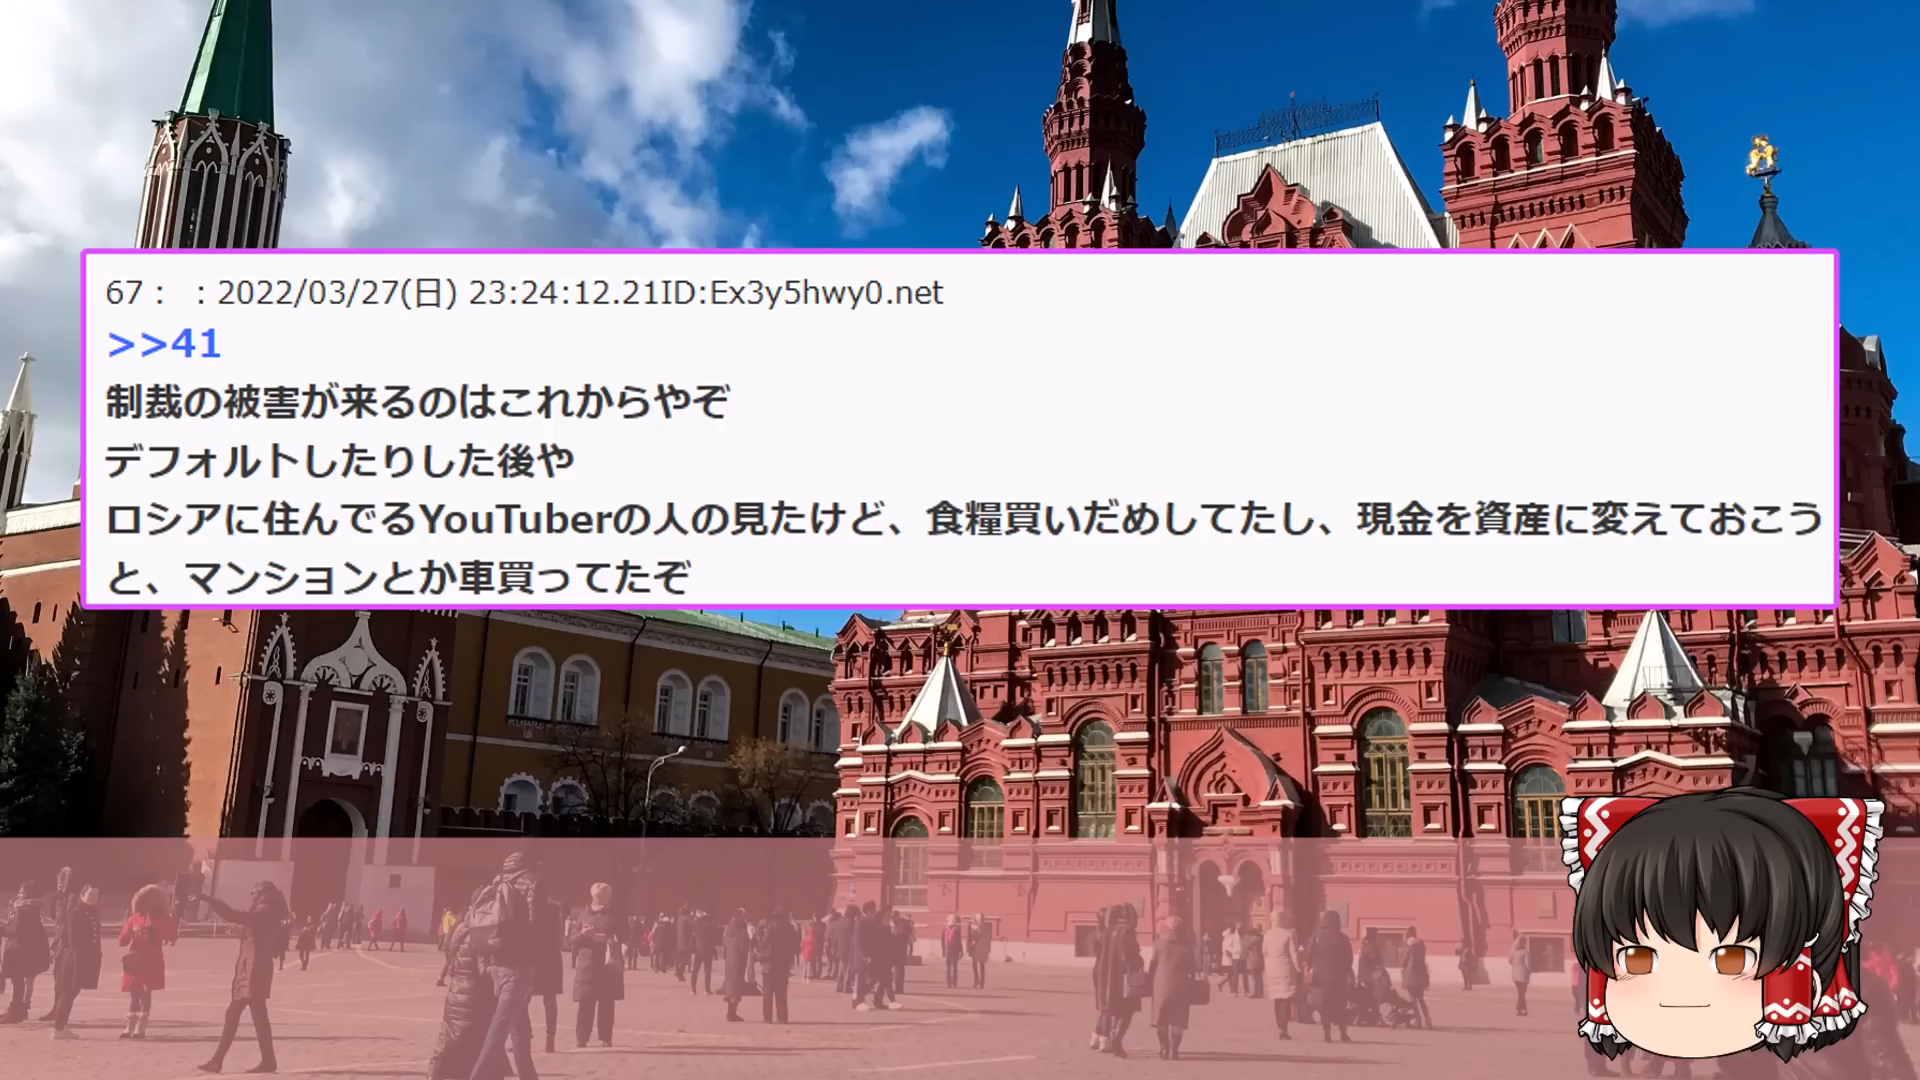 67： ：2022/03/27(日) 23:24:12.21ID:Ex3y5hwy0.net
>>41
制裁の被害が来るのはこれからやぞ
デフォルトしたりした後や
ロシアに住んでるYouTuberの人の見たけど、食糧買いだめしてたし、現金を資産に変えておこう
と、マンションとか車買ってたぞ